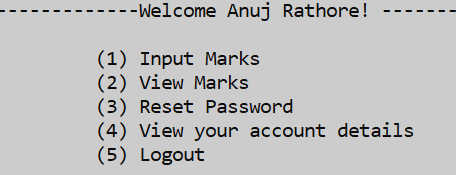 -------------Welcome Anuj Rathore! -------
(1) Input Marks
(2) View Marks
(3) Reset Password
(4) View your account details
(5) Logout